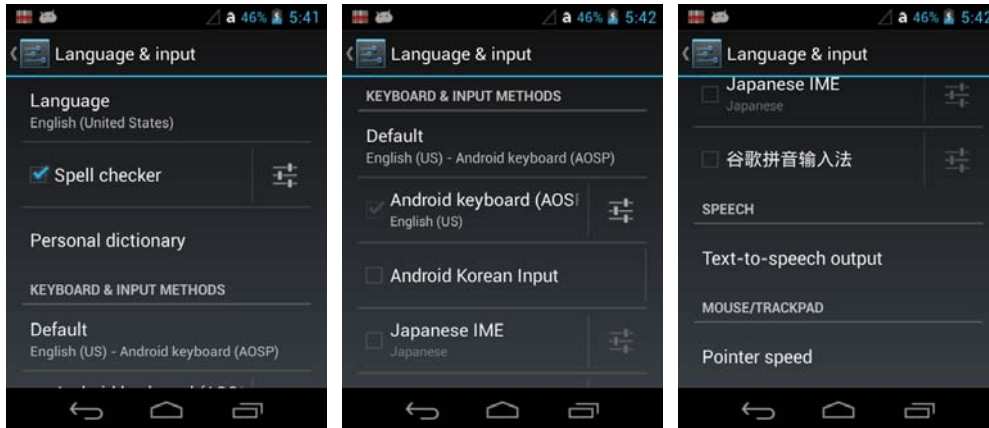 a 46% 5:41
Language & input
Language
English (United States)
Spell checker
Personal dictionary
KEYBOARD & INPUT METHODS
Default
English (US) - Android keyboard (AOSP)
a 46% 5:42
Language & input
KEYBOARD & INPUT METHODS
Default
English (US) - Android keyboard (AOSP)
Android keyboard (AOS
English (US)
Android Korean Input
Japanese IME
Japanese
a 46% 5:42
Language & input
Japanese IME
Japanese
谷歌拼音输入法
SPEECH
Text-to-speech output
MOUSE/TRACKPAD
Pointer speed